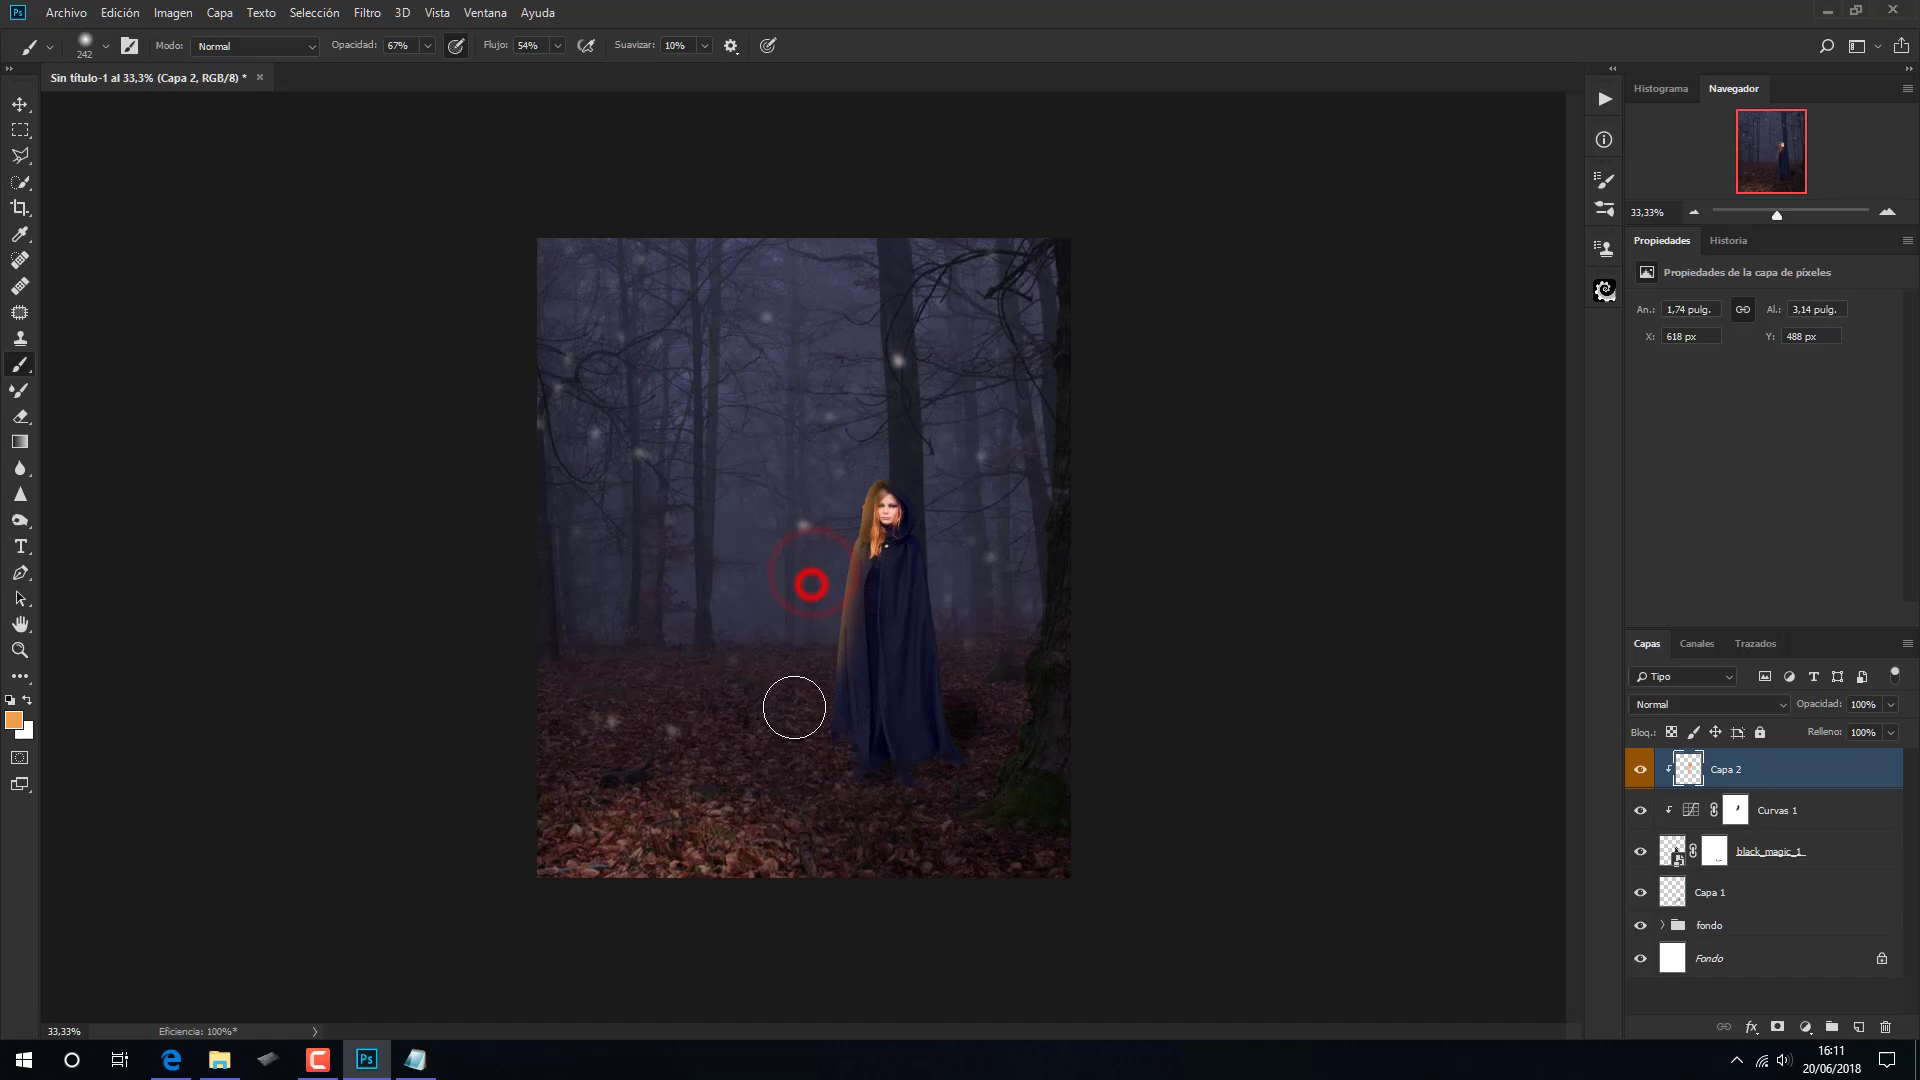 Ps Archivo Edición Imagen Capa Texto Selección Filtro 3D Vista Ventana Ayuda
242 Modo: Normal Opacidad: 67% Flujo: 54% Suavizar: 10%
Sin título-1 al 33,3% (Capa 2, RGB/8) * ×
Histograma Navegador
33,33%
Propiedades Historia
Propiedades de la capa de píxeles
An.: 1,74 pulg. Al.: 3,14 pulg.
X: 618 px Y: 488 px
Capas Canales Trazados
Tipo
Normal Opacidad: 100%
Bloq.: Relleno: 100%
Capa 2
Curvas 1
black_magic_1
Capa 1
fondo
Fondo
33,33% Eficiencia: 100%*
Ps
16:11
20/06/2018